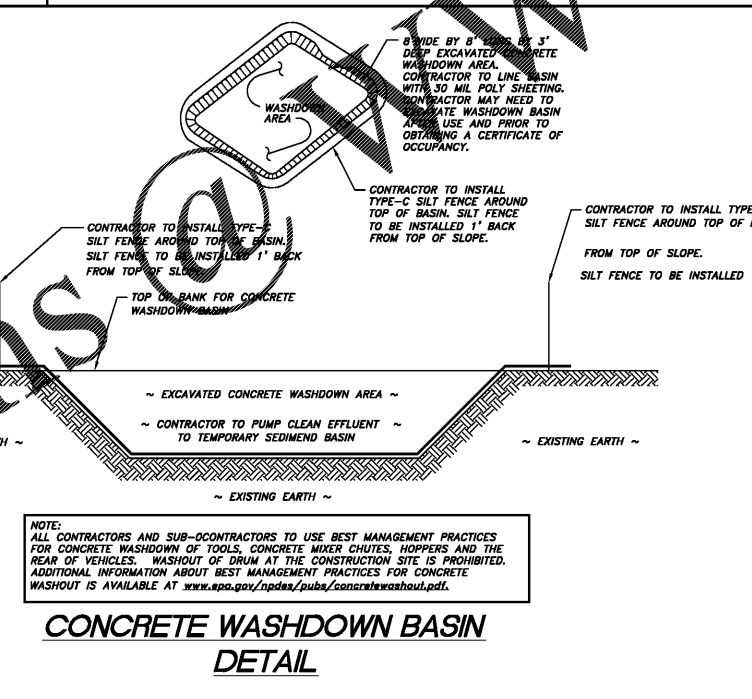 8' WIDE BY 8' LONG BY 3'
DEEP EXCAVATED CONCRETE
WASHDOWN AREA.
CONTRACTOR TO LINE BASIN
WITH 30 MIL POLY SHEETING.
CONTRACTOR MAY NEED TO
EXCAVATE WASHDOWN BASIN
AFTER USE AND PRIOR TO
OBTAINING A CERTIFICATE OF
OCCUPANCY.
WASHDOWN
AREA
CONTRACTOR TO INSTALL
TYPE-C SILT FENCE AROUND
TOP OF BASIN. SILT FENCE
TO BE INSTALLED 1' BACK
FROM TOP OF SLOPE.
CONTRACTOR TO INSTALL TYPE-C
SILT FENCE AROUND TOP OF BASIN.
SILT FENCE TO BE INSTALLED 1' BACK
FROM TOP OF SLOPE.
TOP OF BANK FOR CONCRETE
WASHDOWN BASIN
CONTRACTOR TO INSTALL TYPE
SILT FENCE AROUND TOP OF
FROM TOP OF SLOPE.
SILT FENCE TO BE INSTALLED
~ EXCAVATED CONCRETE WASHDOWN AREA ~
~ CONTRACTOR TO PUMP CLEAN EFFLUENT ~
TO TEMPORARY SEDIMEND BASIN
TH ~
~ EXISTING EARTH ~
~ EXISTING EARTH ~
NOTE:
ALL CONTRACTORS AND SUB-0CONTRACTORS TO USE BEST MANAGEMENT PRACTICES
FOR CONCRETE WASHDOWN OF TOOLS, CONCRETE MIXER CHUTES, HOPPERS AND THE
REAR OF VEHICLES. WASHOUT OF DRUM AT THE CONSTRUCTION SITE IS PROHIBITED.
ADDITIONAL INFORMATION ABOUT BEST MANAGEMENT PRACTICES FOR CONCRETE
WASHOUT IS AVAILABLE AT www.epa.gov/npdes/pubs/concretewashout.pdf.
CONCRETE WASHDOWN BASIN
DETAIL
ns @ ww